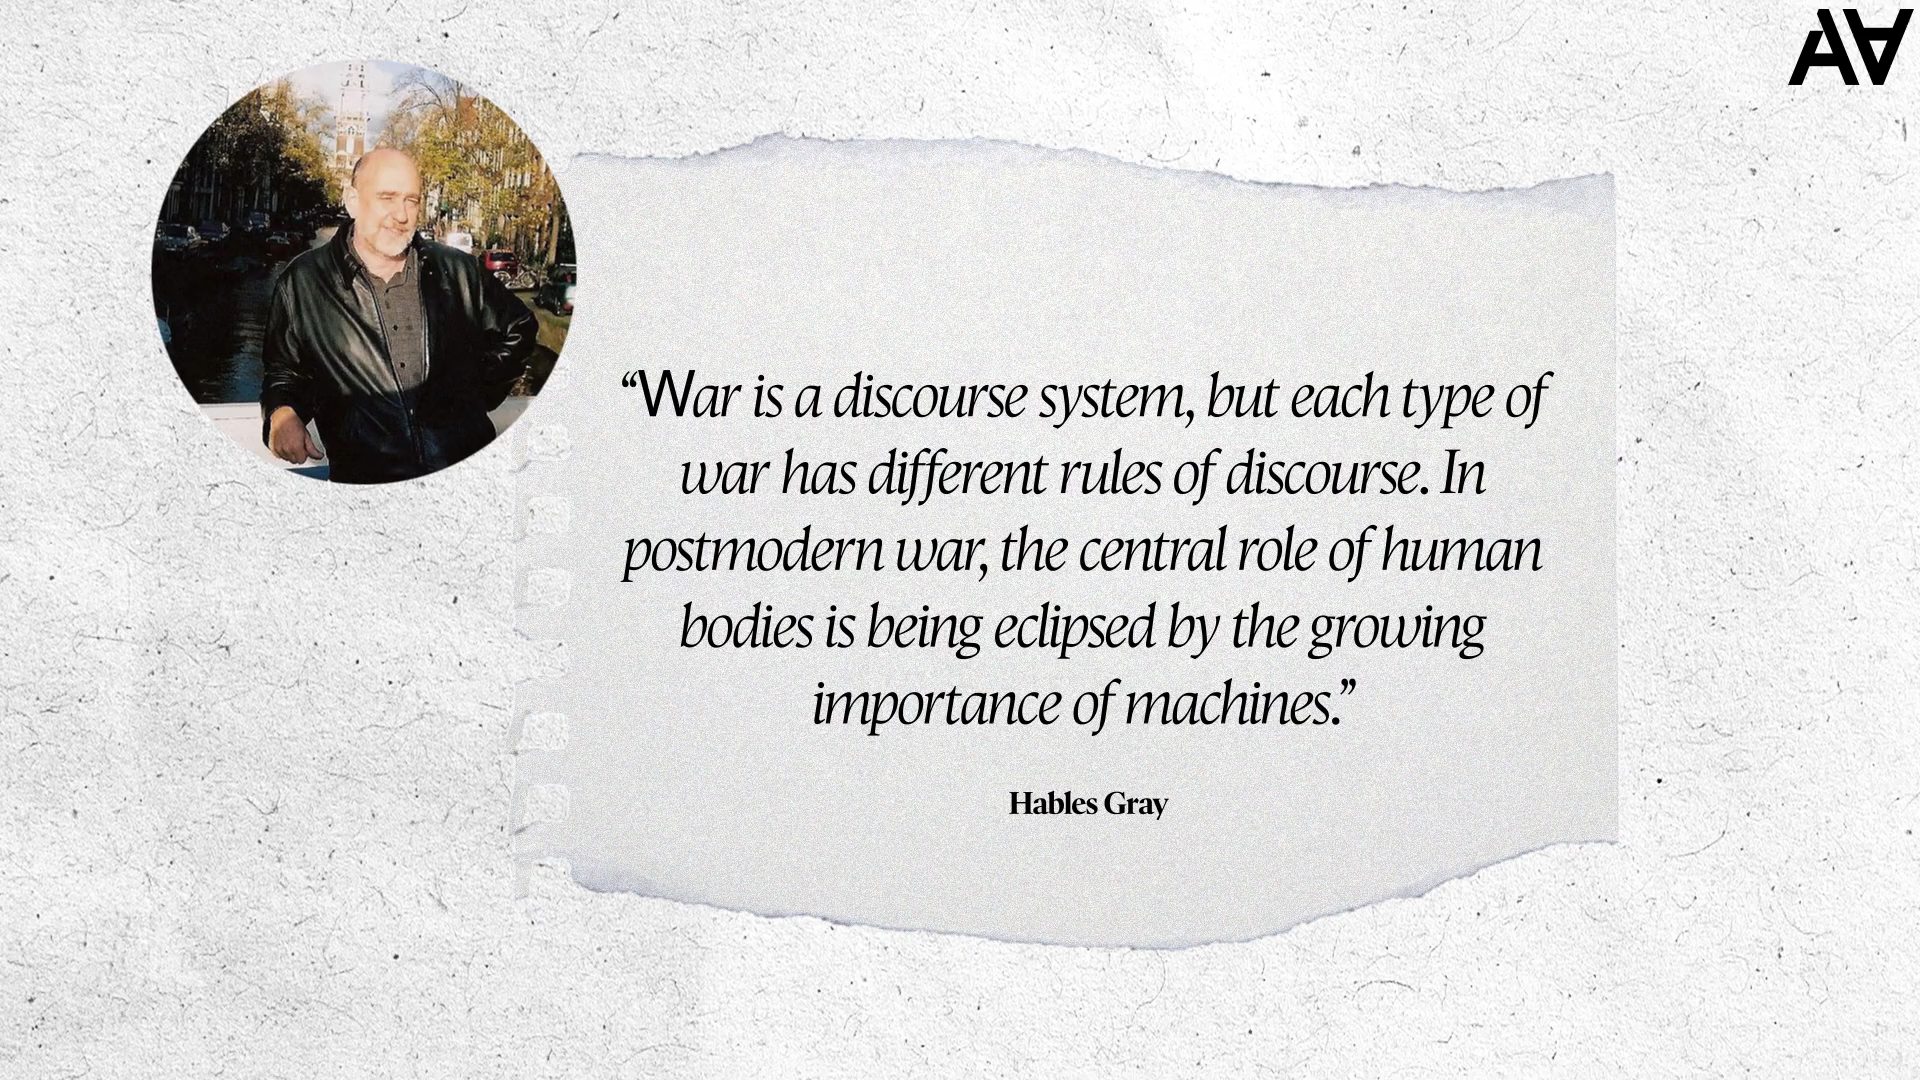 “War is a discourse system, but each type of
war has different rules of discourse. In
postmodern war, the central role of human
bodies is being eclipsed by the growing
importance of machines.”
Hables Gray